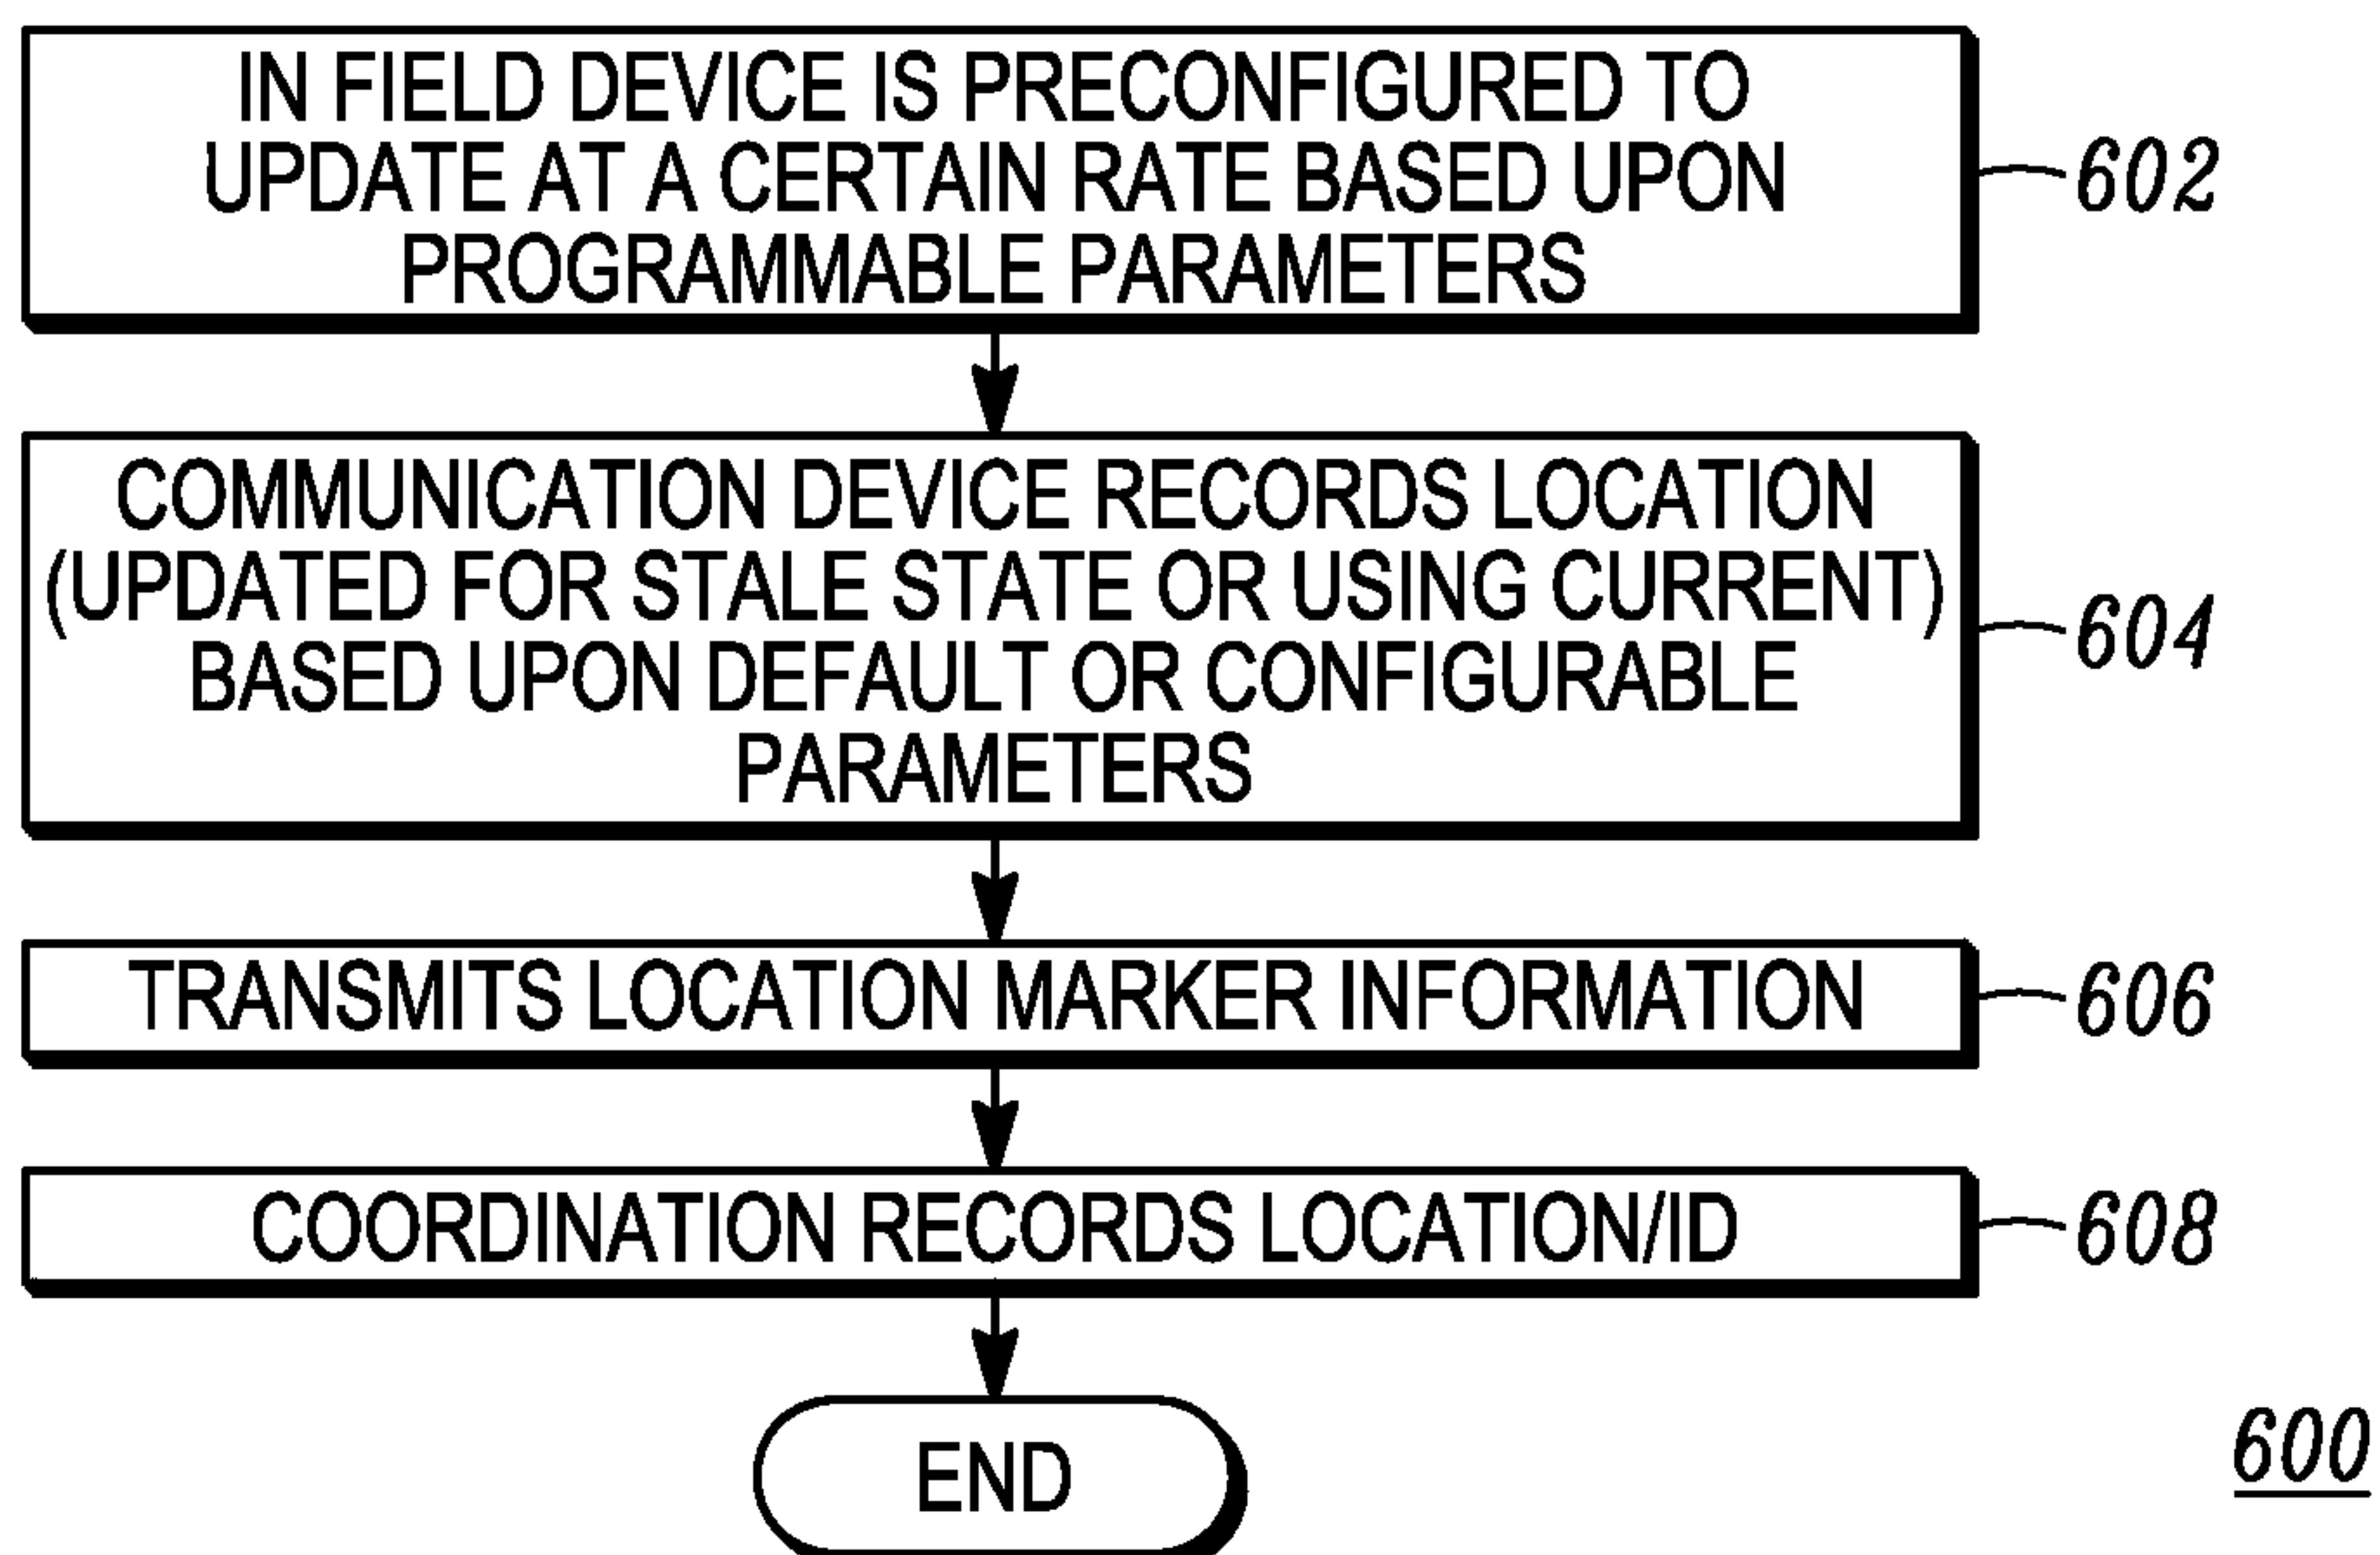 IN FIELD DEVICE IS PRECONFIGURED TO
UPDATE AT A CERTAIN RATE BASED UPON
PROGRAMMABLE PARAMETERS
602
COMMUNICATION DEVICE RECORDS LOCATION
(UPDATED FOR STALE STATE OR USING CURRENT)
BASED UPON DEFAULT OR CONFIGURABLE
PARAMETERS
604
TRANSMITS LOCATION MARKER INFORMATION
606
COORDINATION RECORDS LOCATION/ID
608
END
600